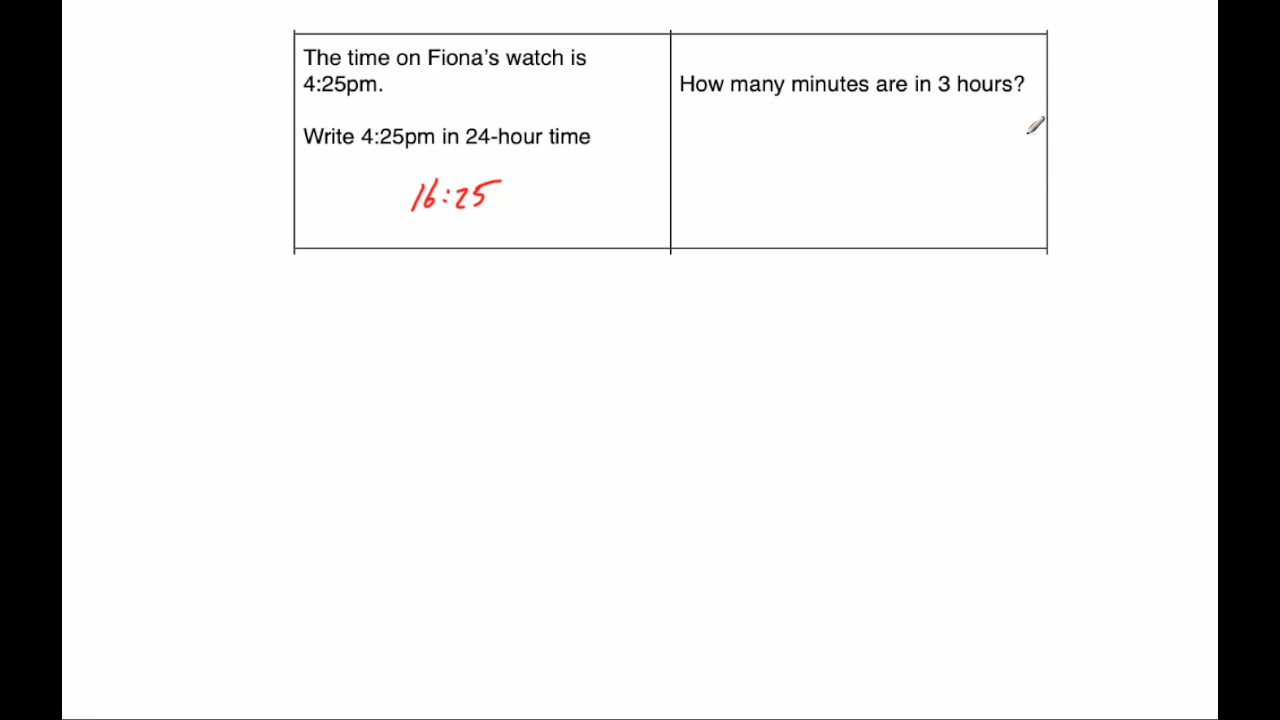 The time on Fiona’s watch is
4:25pm.
Write 4:25pm in 24-hour time
16:25
How many minutes are in 3 hours?